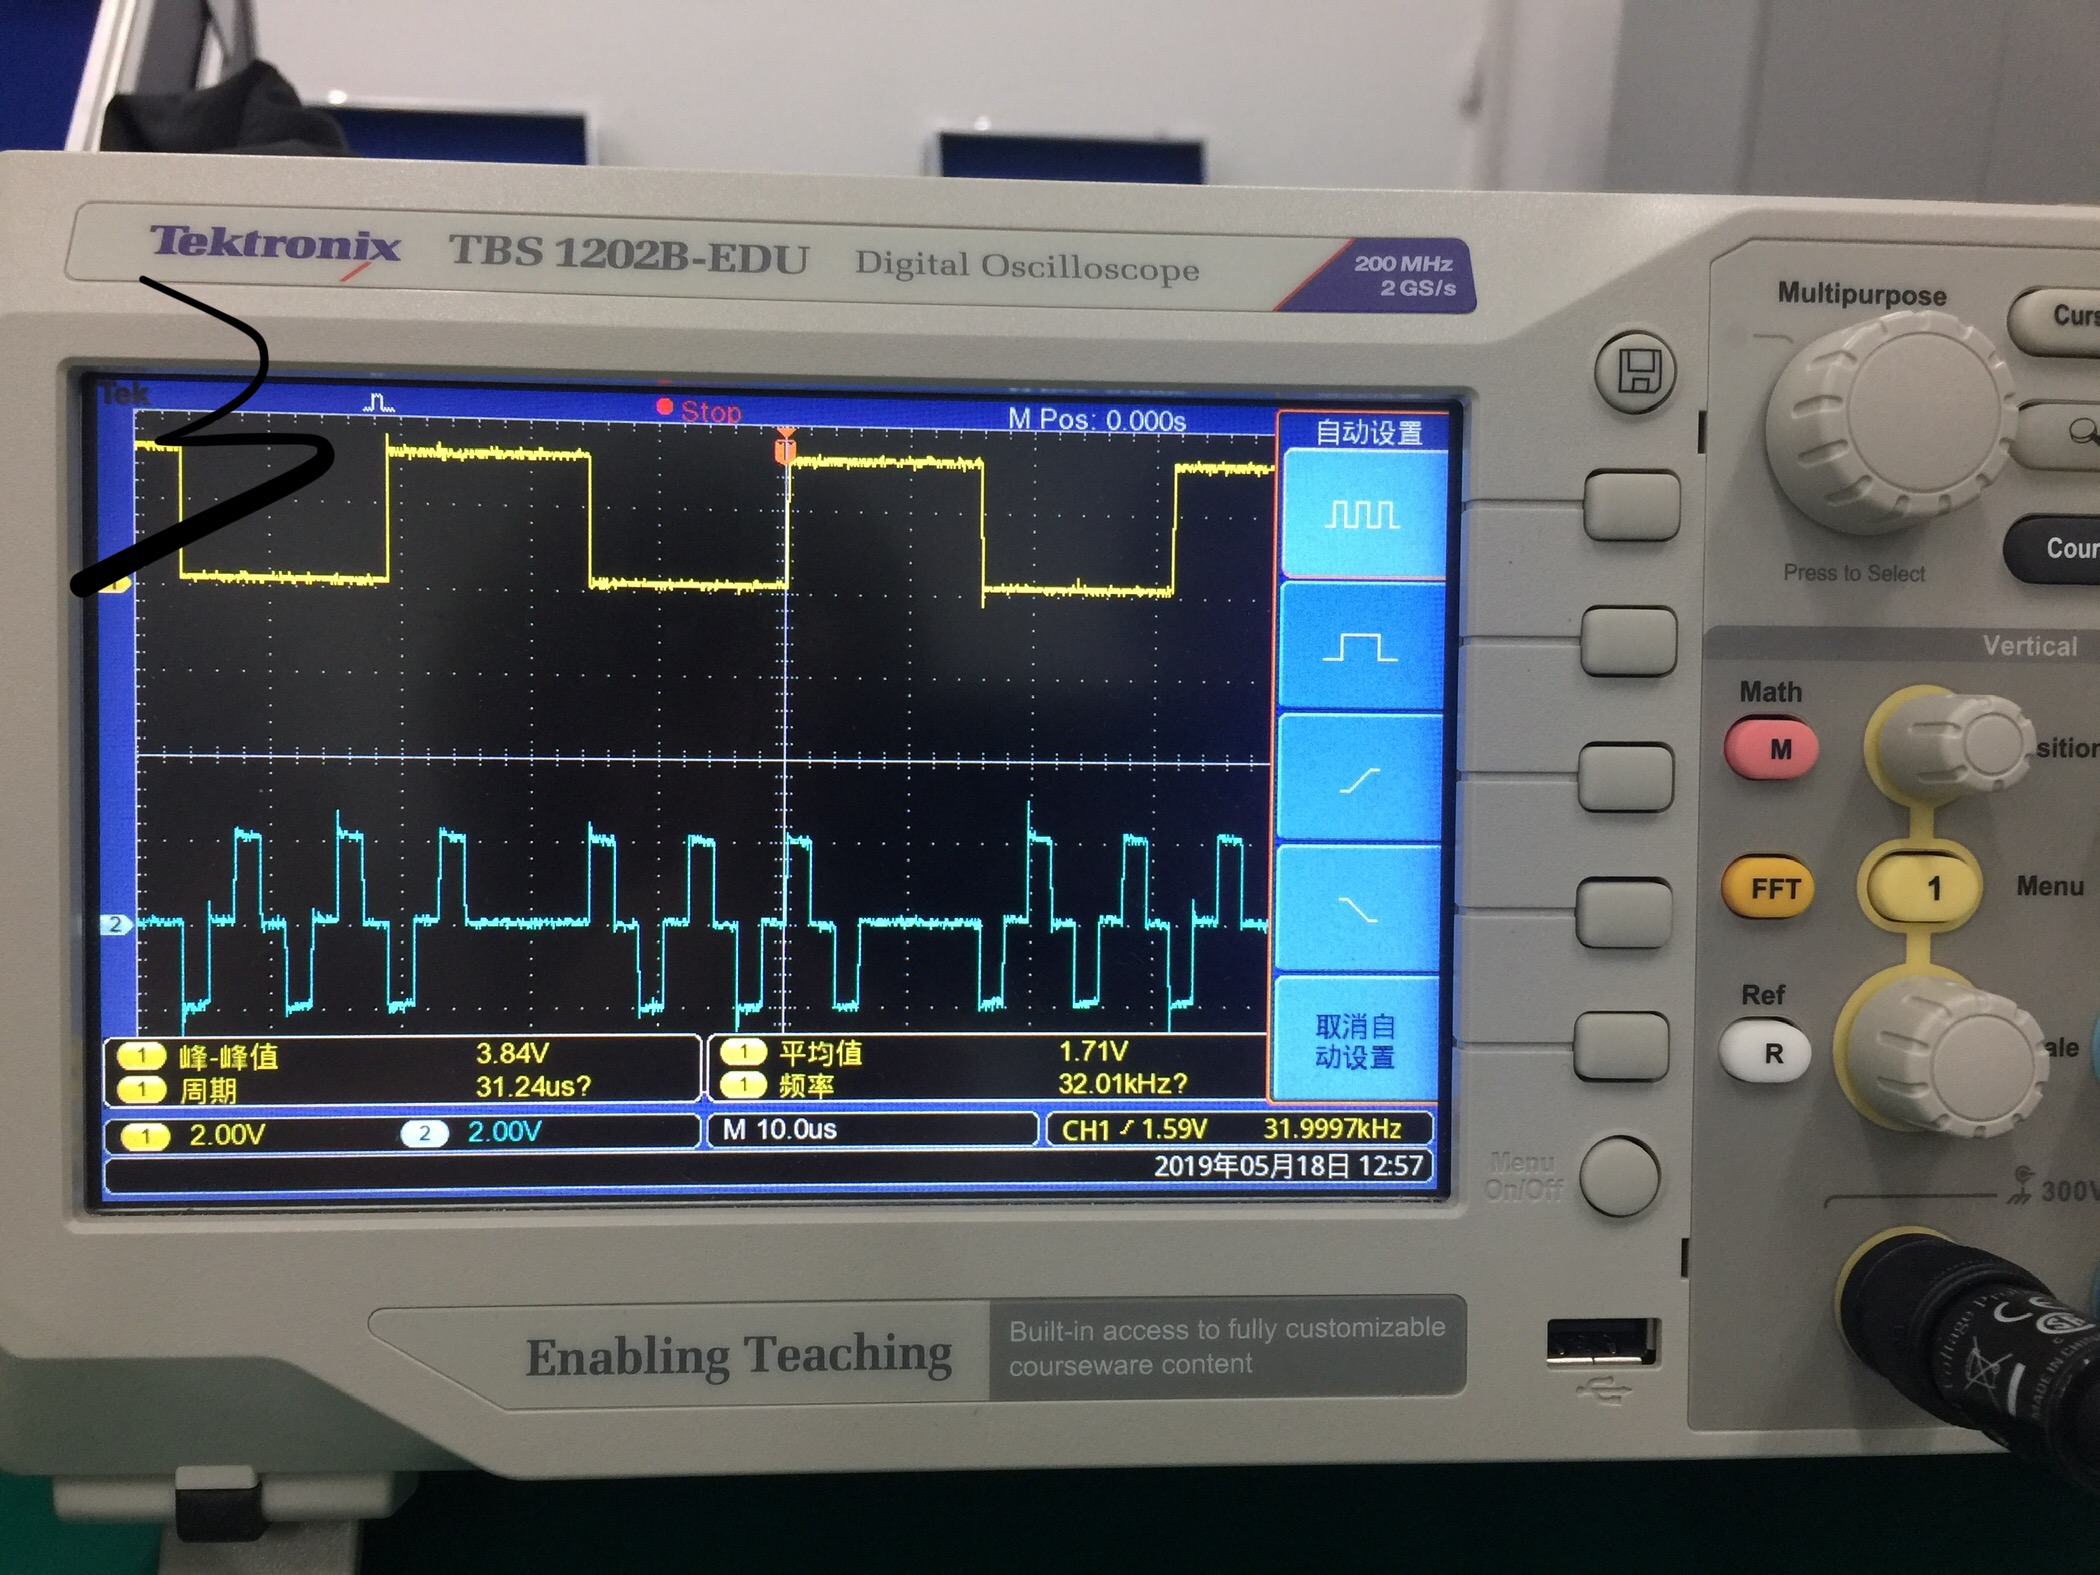 Tektronix TBS 1202B-EDU Digital Oscilloscope
200 MHz
2 GS/s
Multipurpose
Press to Select
Tek Stop M Pos: 0.000s
自动设置
取消自
动设置
1
2
1 峰-峰值 3.84V
1 周期 31.24us?
1 平均值 1.71V
1 频率 32.01kHz?
1 2.00V 2 2.00V M 10.0us CH1 1.59V 31.9997kHz
2019年05月18日 12:57
Vertical
Math
M
FFT
Ref
R
1
Menu
Menu
On/Off
300V
Enabling Teaching
Built-in access to fully customizable
courseware content